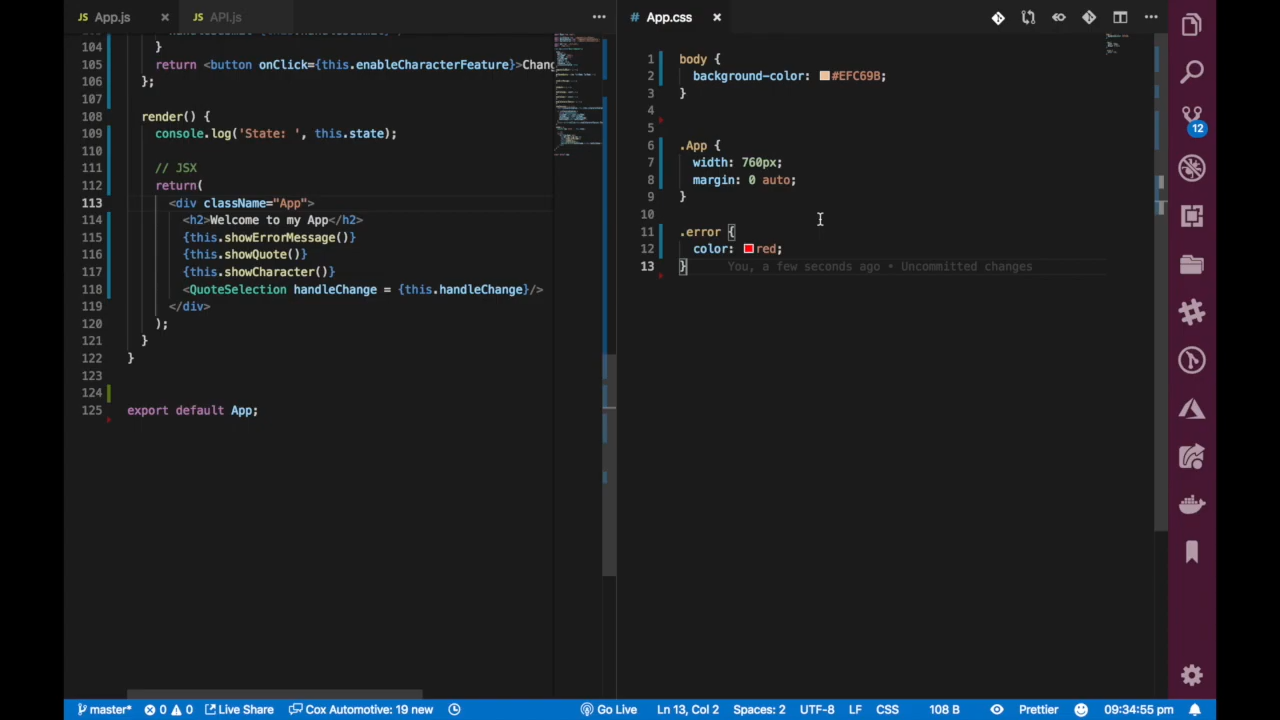 JS App.js
JS API.js
# App.css
104 }
105 return <button onClick={this.enableCharacterFeature}>Chan
106 };
107
108 render() {
109 console.log('State: ', this.state);
110
111 // JSX
112 return(
113 <div className="App">
114 <h2>Welcome to my App</h2>
115 {this.showErrorMessage()}
116 {this.showQuote()}
117 {this.showCharacter()}
118 <QuoteSelection handleChange = {this.handleChange}/>
119 </div>
120 );
121 }
122 }
123
124
125 export default App;
1 body {
2 background-color: #EFC69B;
3 }
4
5
6 .App {
7 width: 760px;
8 margin: 0 auto;
9 }
10
11 .error {
12 color: red;
13 } You, a few seconds ago • Uncommitted changes
12
master* 0 0 Live Share Cox Automotive: 19 new Go Live Ln 13, Col 2 Spaces: 2 UTF-8 LF CSS 108 B Prettier 09:34:55 pm